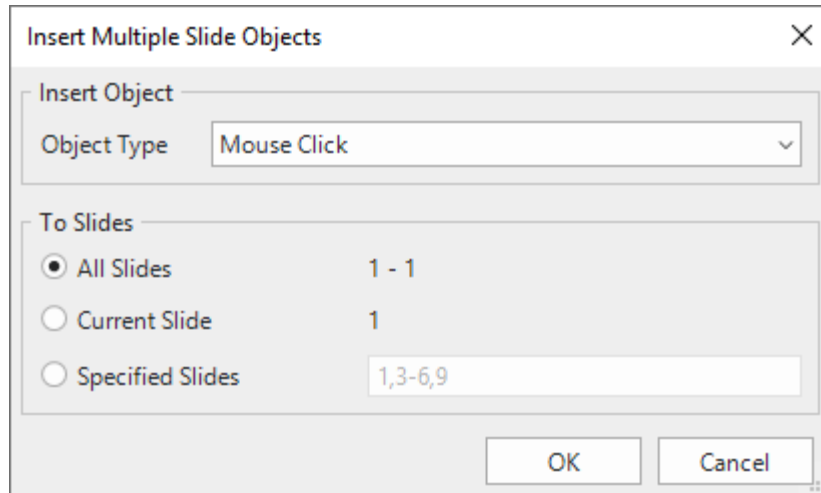 Insert Multiple Slide Objects
Insert Object
Object Type Mouse Click
To Slides
All Slides 1 - 1
Current Slide 1
Specified Slides 1,3-6,9
OK Cancel